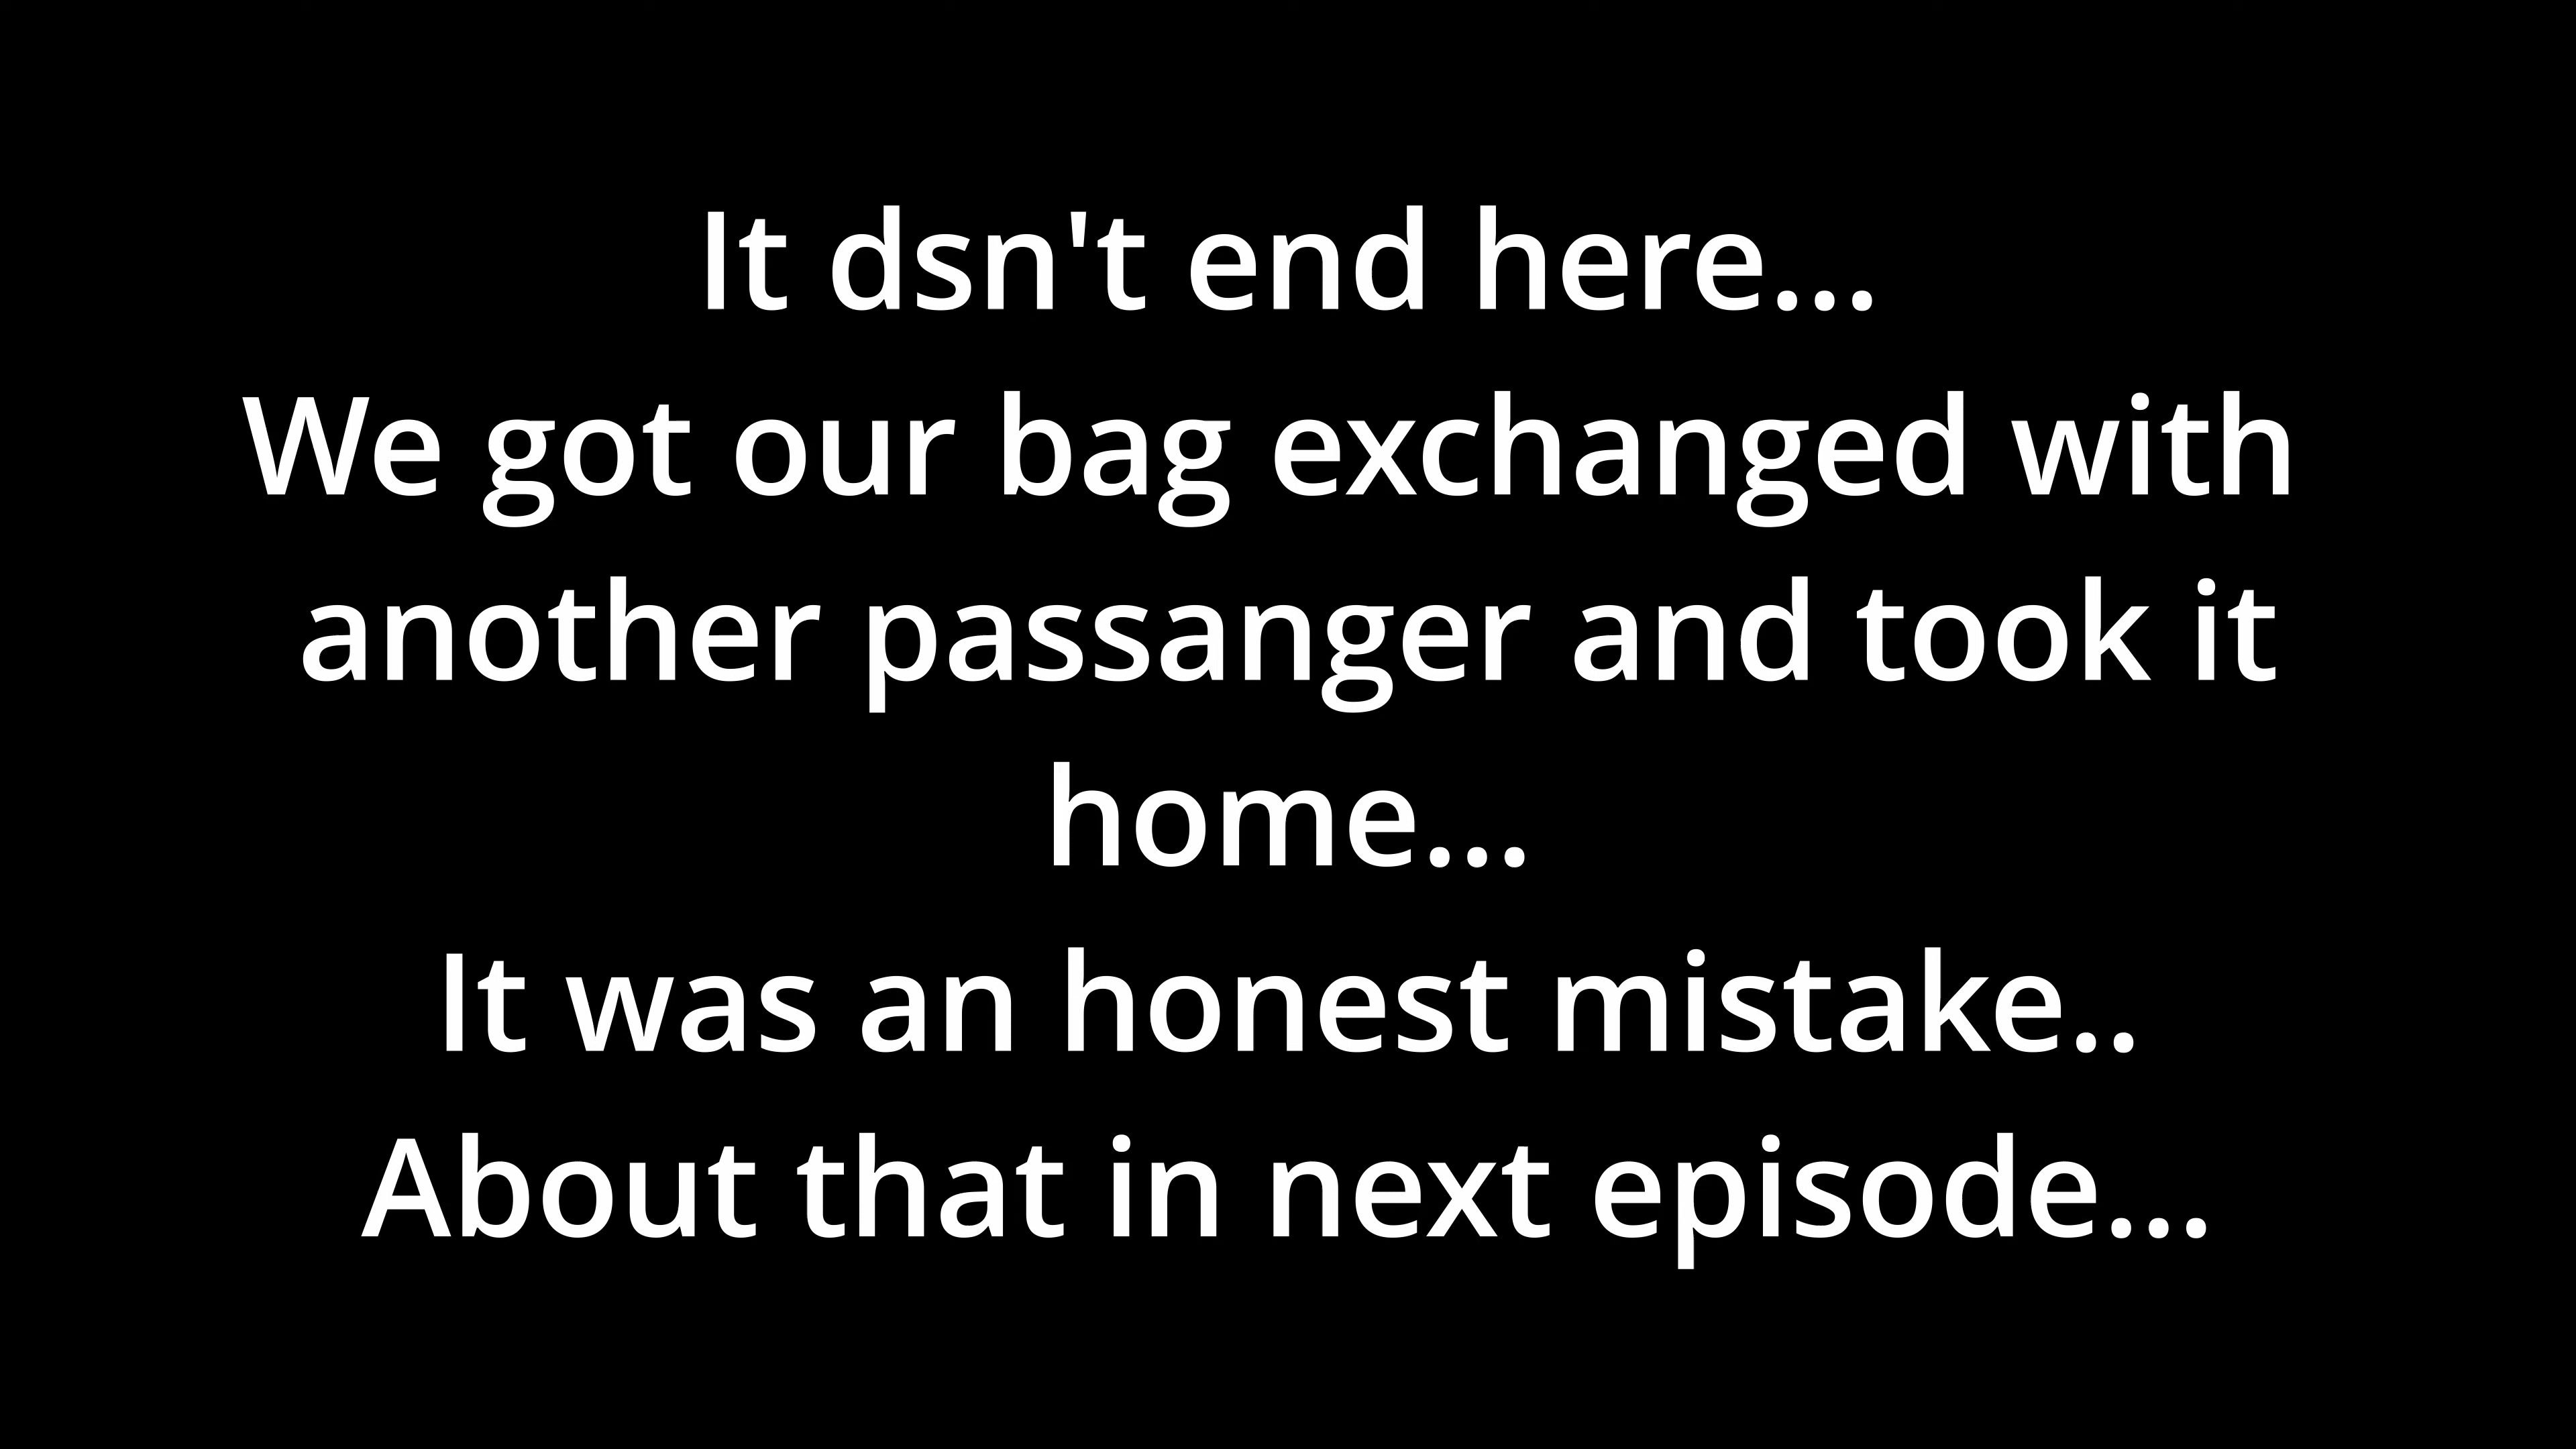 It dsn't end here...
We got our bag exchanged with
another passanger and took it
home...
It was an honest mistake..
About that in next episode...